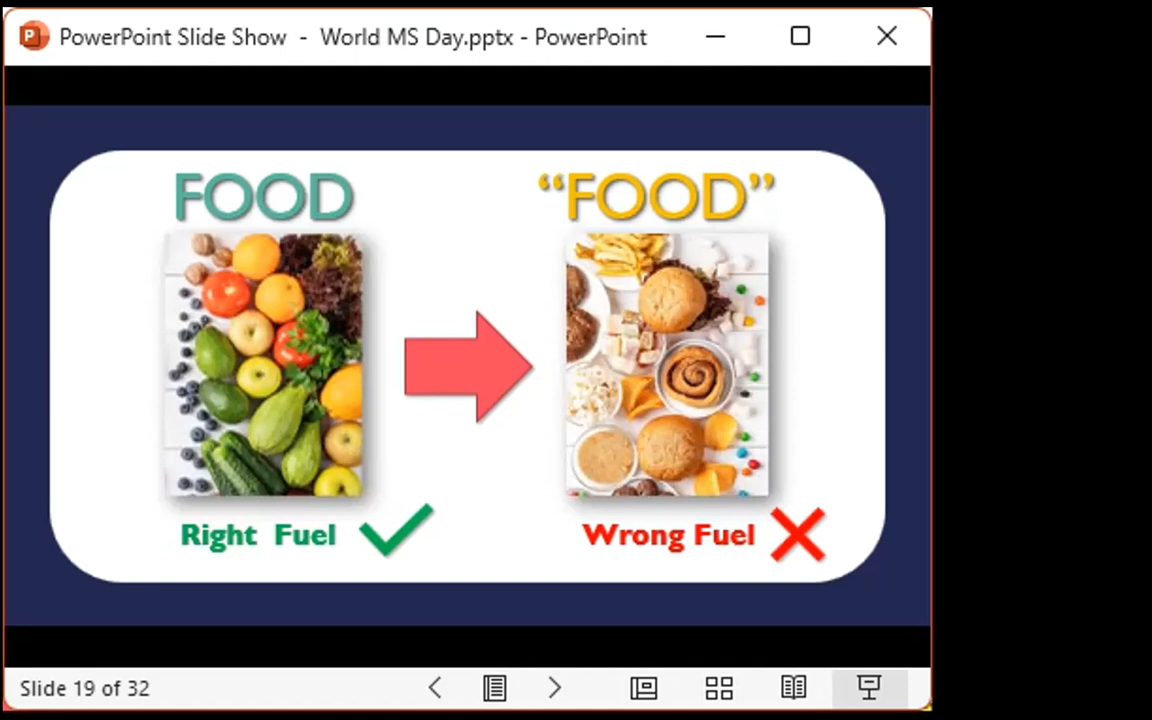 PowerPoint Slide Show - World MS Day.pptx - PowerPoint
FOOD
“FOOD”
Right Fuel
Wrong Fuel
Slide 19 of 32